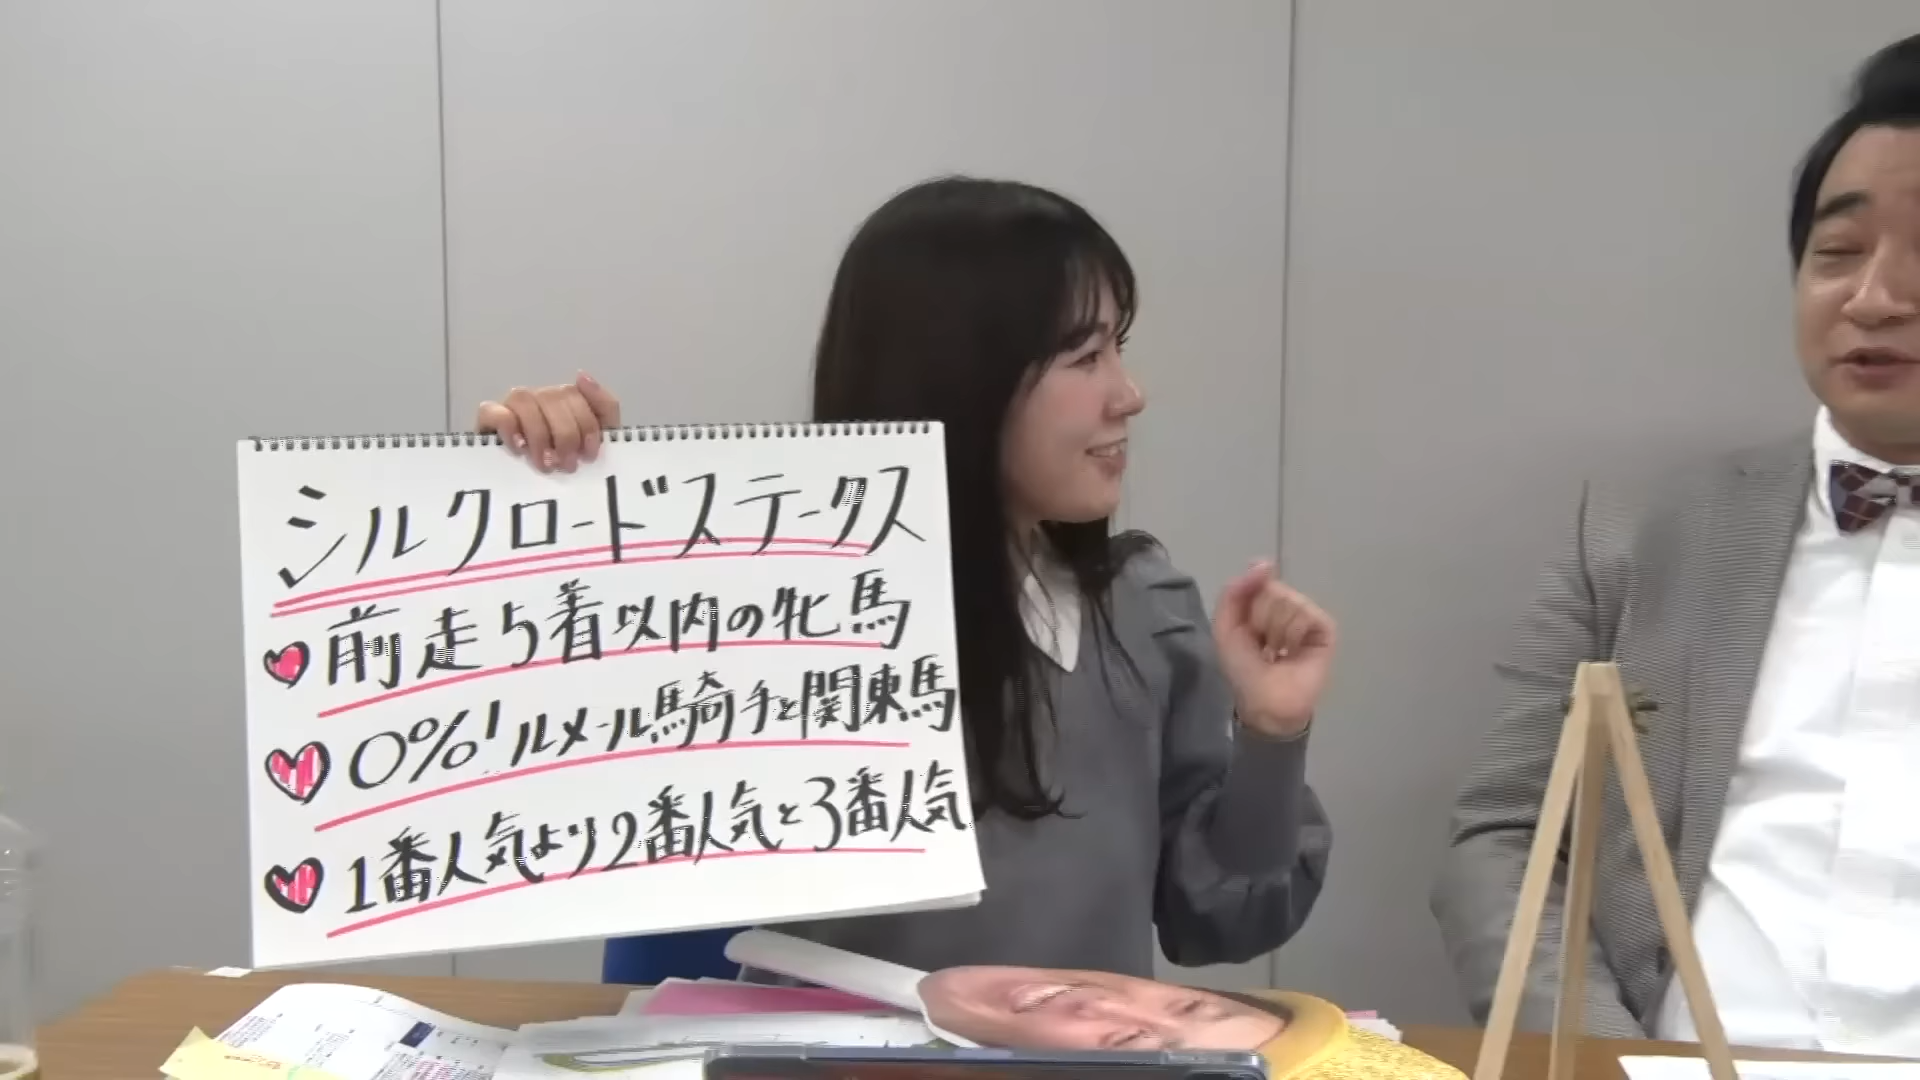 シルクロードステークス
♥前走5着以内の牝馬
♥0%!ルメール騎手と関東馬
♥1番人気より2番人気と3番人気